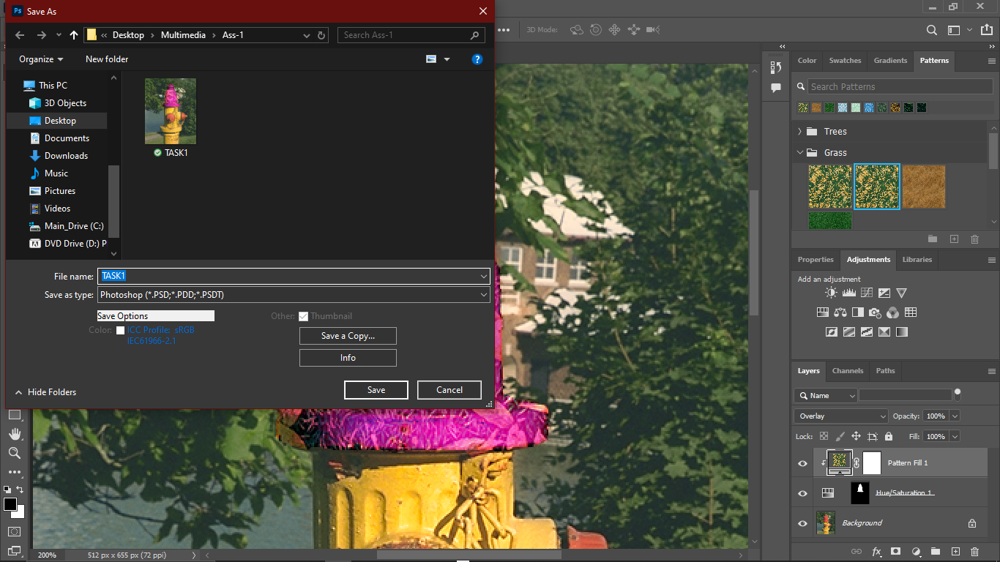 Ps Save As
« Desktop › Multimedia › Ass-1
Search Ass-1
Organize
New folder
This PC
3D Objects
Desktop
Documents
Downloads
Music
Pictures
Videos
Main_Drive (C:)
DVD Drive (D:) P
TASK1
File name: TASK1
Save as type: Photoshop (*.PSD;*.PDD;*.PSDT)
Save Options
Color: ICC Profile: sRGB
IEC61966-2.1
Other: Thumbnail
Save a Copy...
Info
Hide Folders
Save
Cancel
3D Mode:
Color
Swatches
Gradients
Patterns
Search Patterns
Trees
Grass
Properties
Adjustments
Libraries
Add an adjustment
Layers
Channels
Paths
Name
Overlay
Opacity: 100%
Lock:
Fill: 100%
Pattern Fill 1
Hue/Saturation 1
Background
fx
200%
512 px x 655 px (72 ppi)